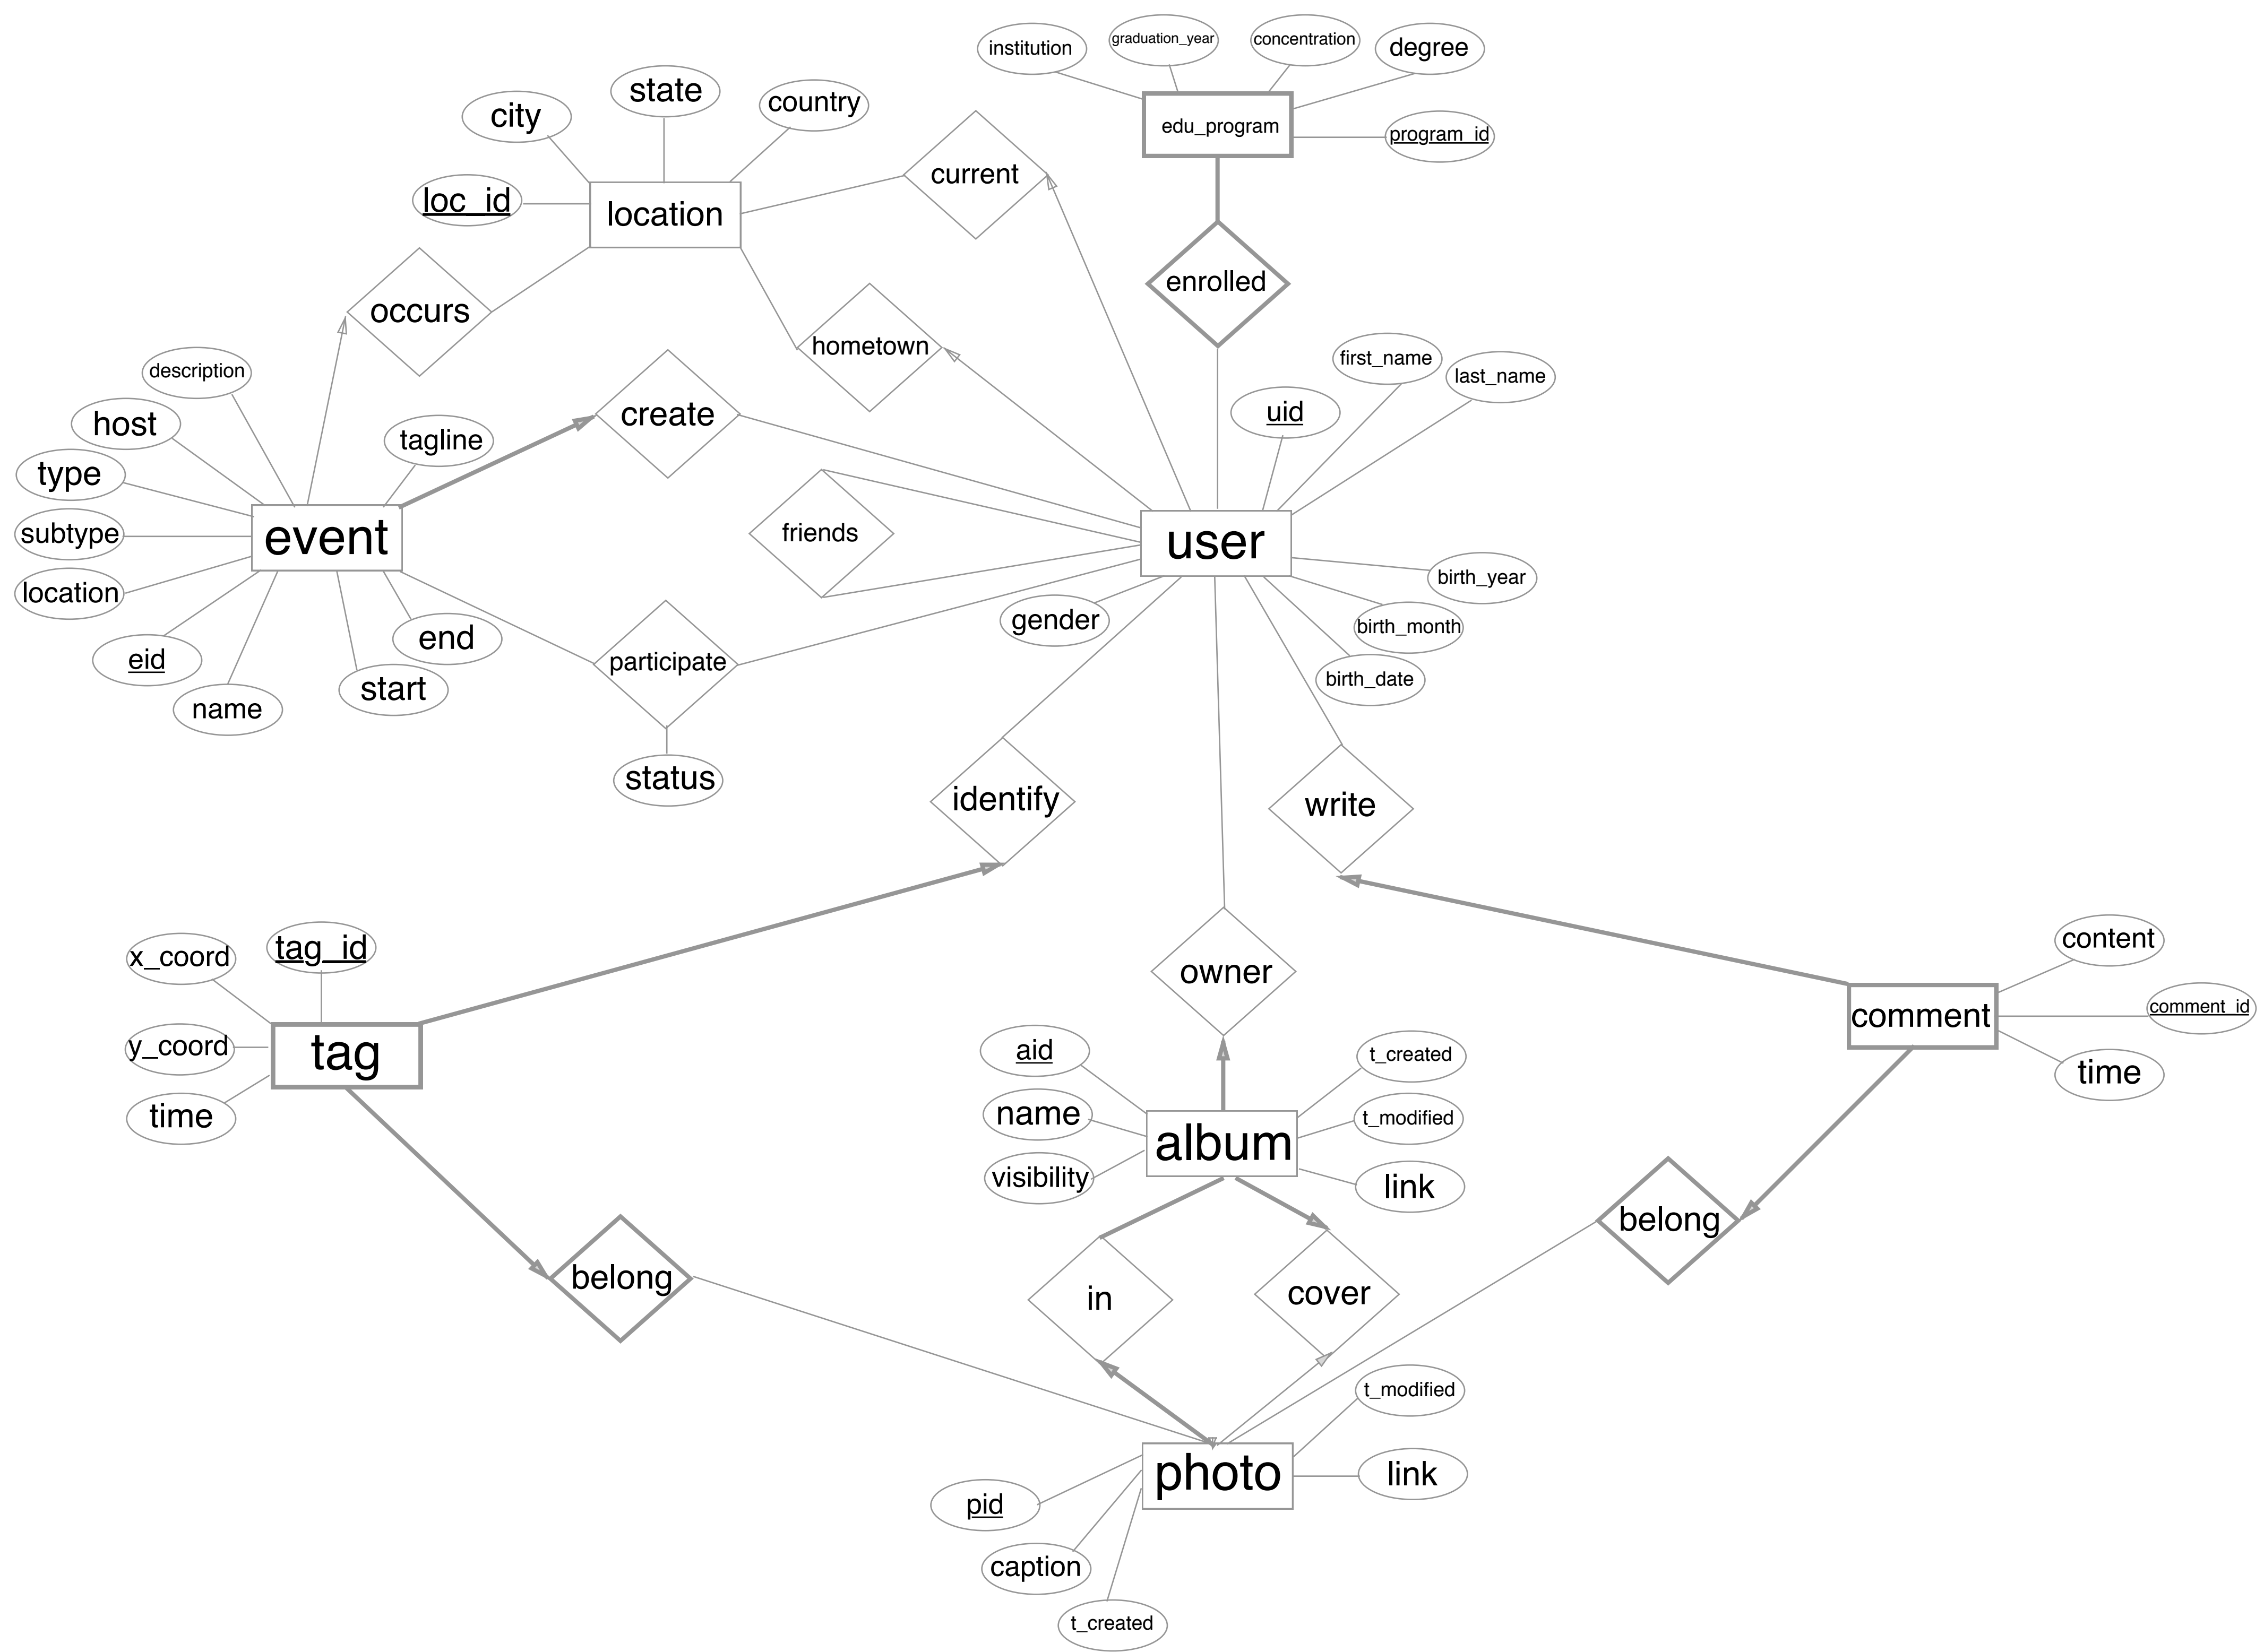 institution
graduation_year
concentration
degree
state
country
city
edu_program
program_id
current
loc_id
location
enrolled
occurs
hometown
first_name
description
last_name
uid
host
create
tagline
type
subtype
event
friends
user
location
birth_year
gender
birth_month
end
eid
participate
birth_date
start
name
status
identify
write
content
x_coord
tag_id
owner
comment_id
comment
y_coord
tag
aid
t_created
time
time
name
t_modified
album
visibility
link
belong
belong
in
cover
t_modified
photo
link
pid
caption
t_created